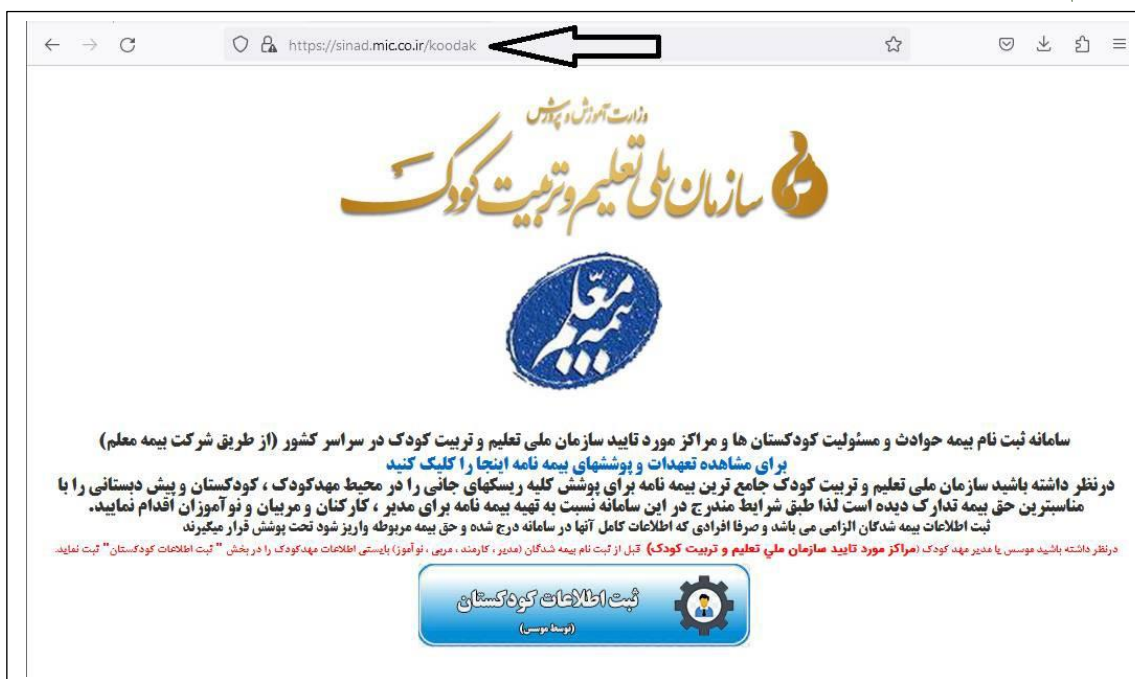 https://sinad.mic.co.ir/koodak
وزارت آموزش و پرورش
سازمان ملی تعلیم و تربیت کودک
بیمه معلم
سامانه ثبت نام بیمه حوادث و مسئولیت کودکستان ها و مراکز مورد تایید سازمان ملی تعلیم و تربیت کودک در سراسر کشور (از طریق شرکت بیمه معلم)
برای مشاهده تعهدات و پوششهای بیمه نامه اینجا را کلیک کنید
درنظر داشته باشید سازمان ملی تعلیم و تربیت کودک جامع ترین بیمه نامه برای پوشش کلیه ریسکهای جانی را در محیط مهدکودک ، کودکستان و پیش دبستانی را با
مناسبترین حق بیمه تدارک دیده است لذا طبق شرایط مندرج در این سامانه نسبت به تهیه بیمه نامه برای مدیر ، کارکنان و مربیان و نو آموزان اقدام نمایید.
ثبت اطلاعات بیمه شدگان الزامی می باشد و صرفا افرادی که اطلاعات کامل آنها در سامانه درج شده و حق بیمه مربوطه واریز شود تحت پوشش قرار میگیرند
درنظر داشته باشید موسس یا مدیر مهد کودک (مراکز مورد تایید سازمان ملي تعلیم و تربیت کودک) قبل از ثبت نام بیمه شدگان (مدیر ، کارمند ، مربی ، نو آموز) بایستی اطلاعات مهدکودک را در بخش " ثبت اطلاعات کودکستان" ثبت نماید.
ثبت اطلاعات کودکستان
(توسط موسس)